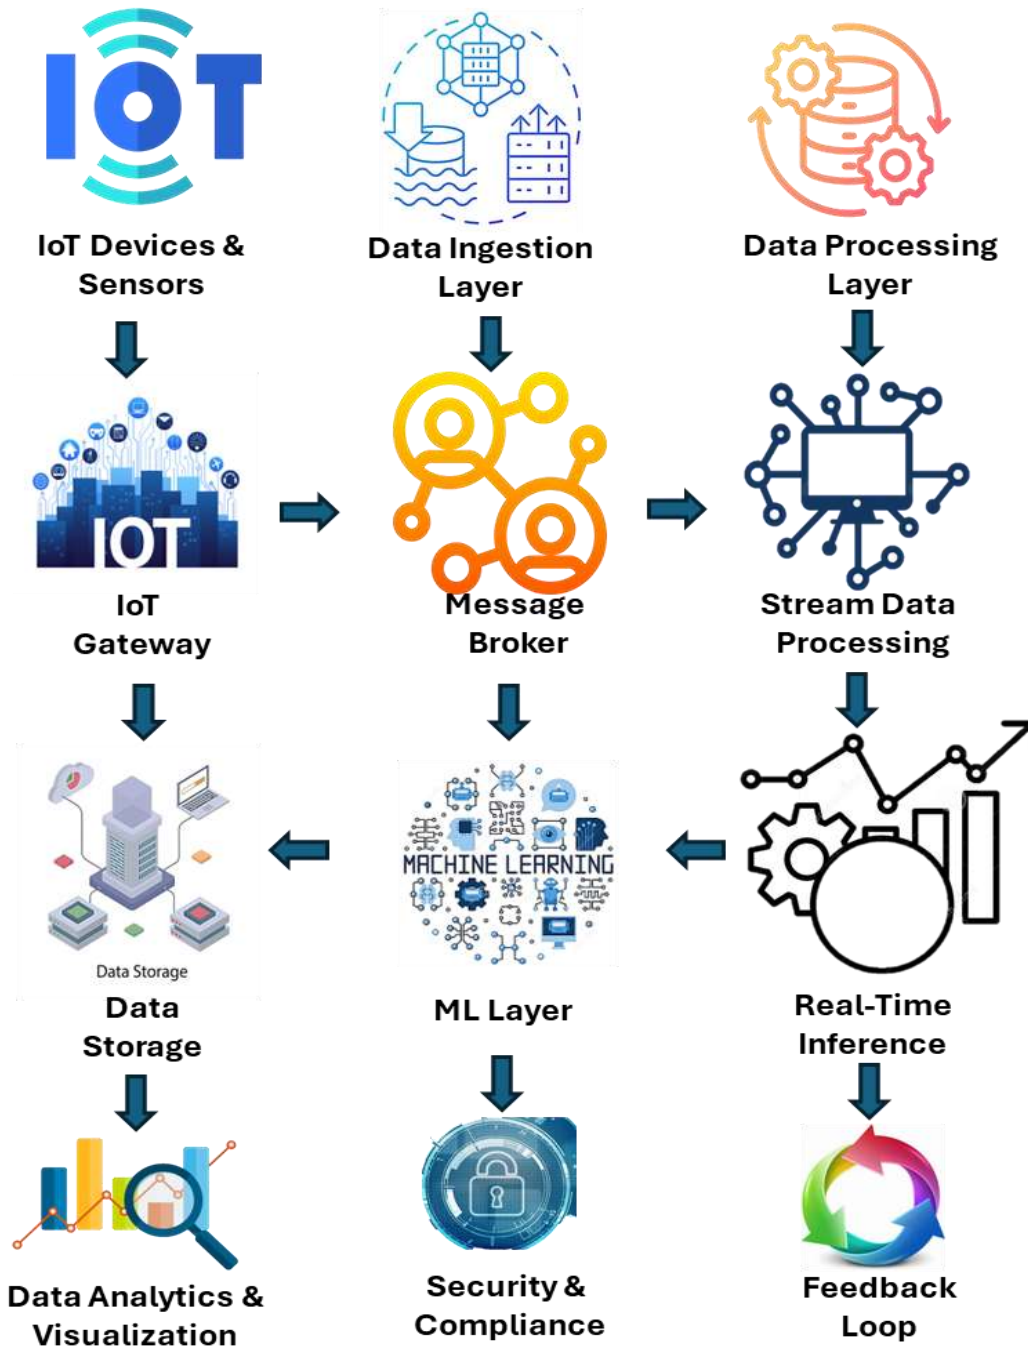 IoT
IoT Devices &
Sensors
Data Ingestion
Layer
Data Processing
Layer
IOT
IoT
Gateway
Message
Broker
Stream Data
Processing
Data Storage
Data
Storage
MACHINE LEARNING
ML Layer
Real-Time
Inference
Data Analytics &
Visualization
Security &
Compliance
Feedback
Loop